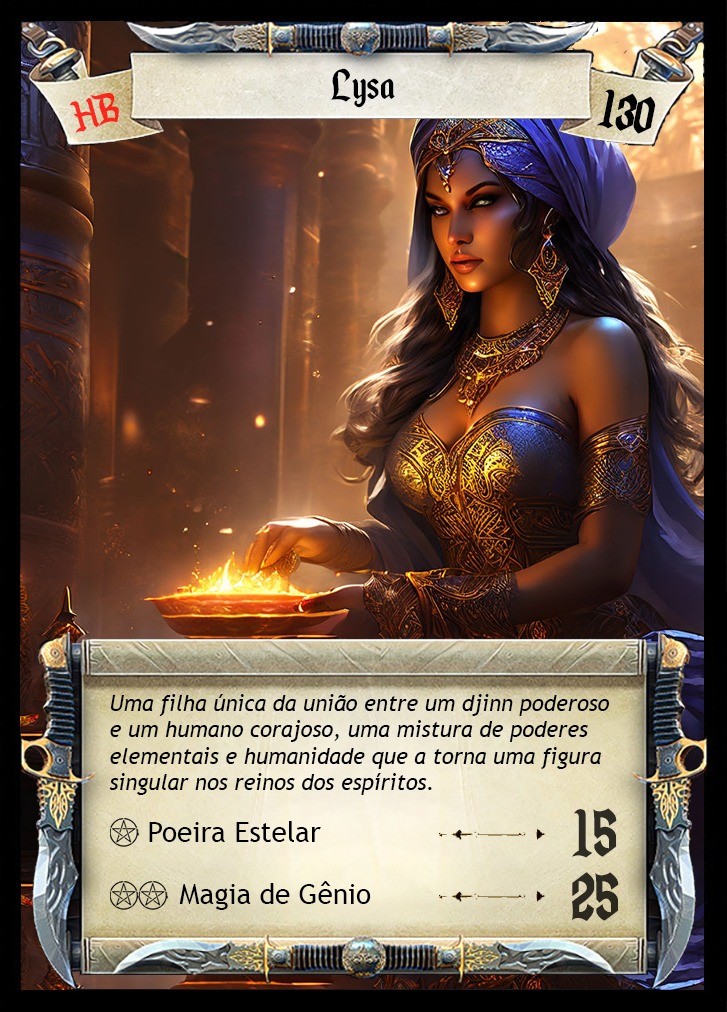 Lysa
HB
130
Uma filha única da união entre um djinn poderoso
e um humano corajoso, uma mistura de poderes
elementais e humanidade que a torna uma figura
singular nos reinos dos espíritos.
Poeira Estelar 15
Magia de Gênio 25